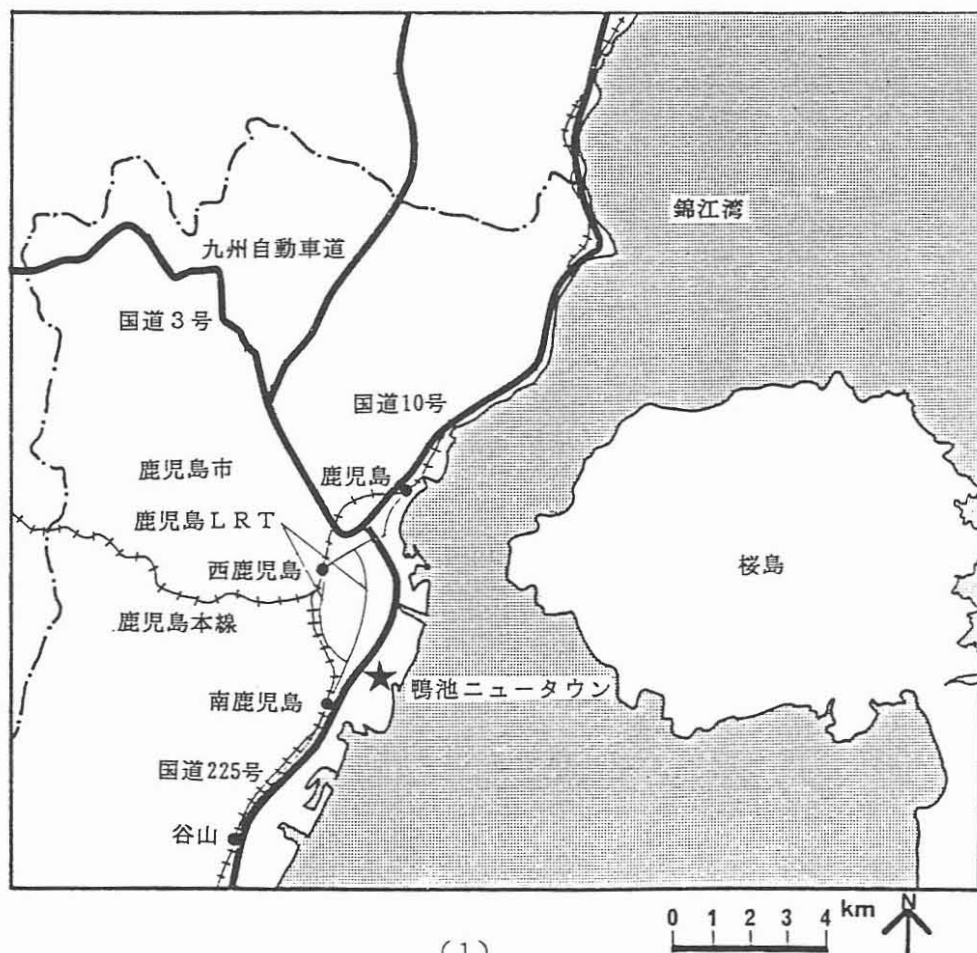 錦江湾
九州自動車道
国道3号
国道10号
鹿児島市
鹿児島
鹿児島LRT
西鹿児島
桜島
鹿児島本線
鴨池ニュータウン
南鹿児島
国道225号
谷山
0 1 2 3 4 km
N
(1)